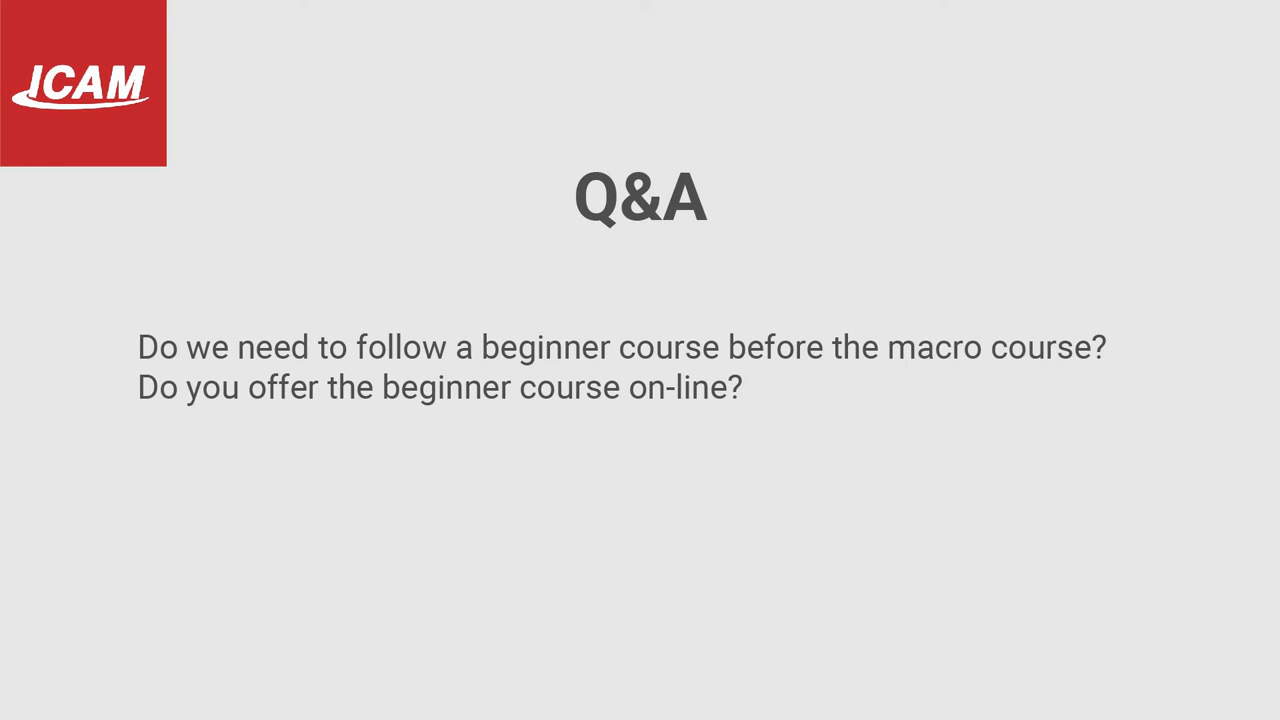 ICAM
Q&A
Do we need to follow a beginner course before the macro course?
Do you offer the beginner course on-line?